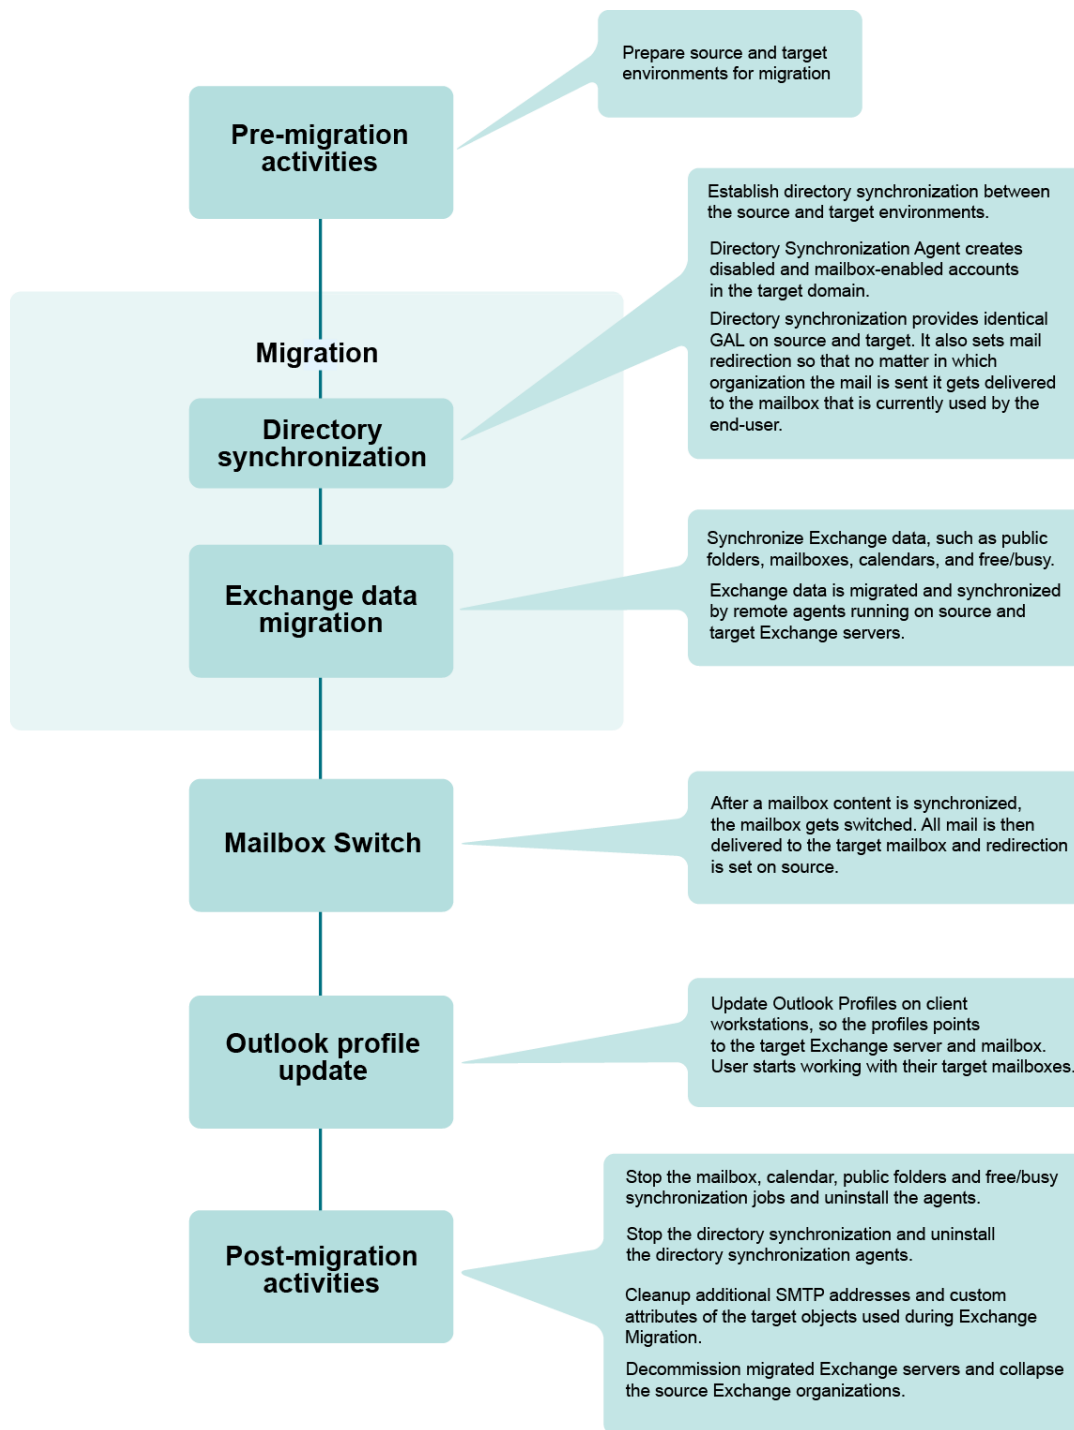 Prepare source and target
environments for migration
Pre-migration
activities
Establish directory synchronization between
the source and target environments.
Directory Synchronization Agent creates
disabled and mailbox-enabled accounts
in the target domain.
Directory synchronization provides identical
GAL on source and target. It also sets mail
redirection so that no matter in which
organization the mail is sent it gets delivered
to the mailbox that is currently used by the
end-user.
Migration
Directory
synchronization
Synchronize Exchange data, such as public
folders, mailboxes, calendars, and free/busy.
Exchange data is migrated and synchronized
by remote agents running on source and
target Exchange servers.
Exchange data
migration
After a mailbox content is synchronized,
the mailbox gets switched. All mail is then
delivered to the target mailbox and redirection
is set on source.
Mailbox Switch
Update Outlook Profiles on client
workstations, so the profiles points
to the target Exchange server and mailbox.
User starts working with their target mailboxes.
Outlook profile
update
Stop the mailbox, calendar, public folders and free/busy
synchronization jobs and uninstall the agents.
Stop the directory synchronization and uninstall
the directory synchronization agents.
Cleanup additional SMTP addresses and custom
attributes of the target objects used during Exchange
Migration.
Decommission migrated Exchange servers and collapse
the source Exchange organizations.
Post-migration
activities